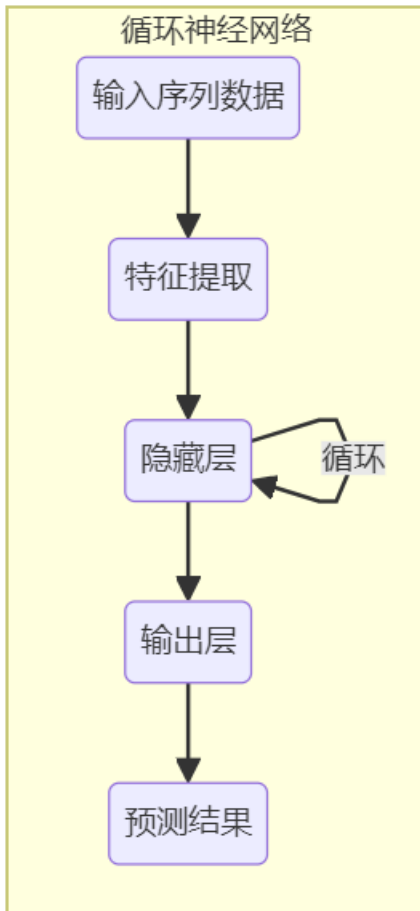 循环神经网络
输入序列数据
特征提取
隐藏层
循环
输出层
预测结果